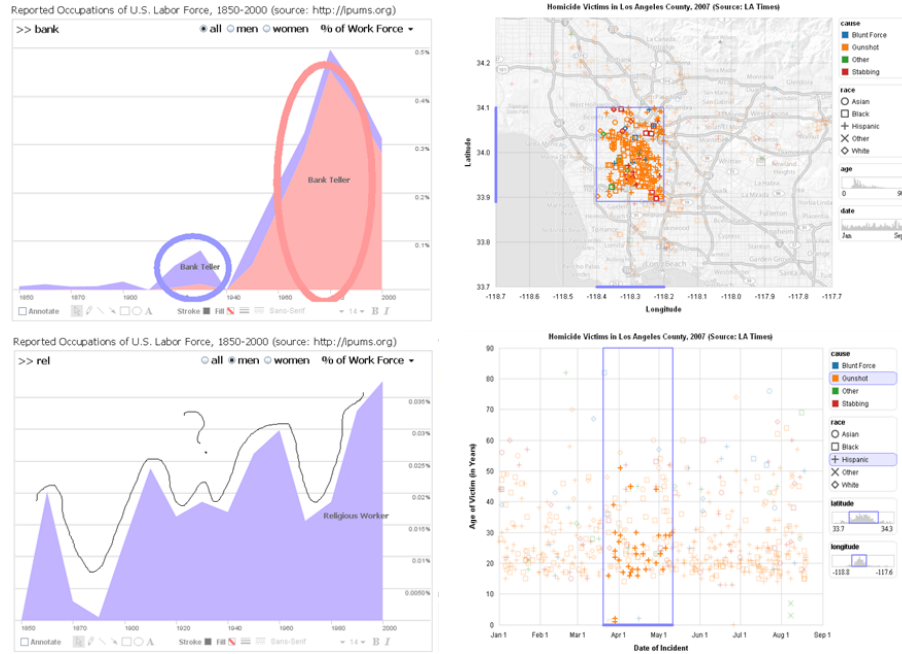 Reported Occupations of U.S. Labor Force, 1850-2000 (source: http://ipums.org)
>> bank
all men women % of Work Force
0.5%
0.4%
0.3%
0.1%
Bank Teller
Bank Teller
1850 1860 1880 1900 1920 1940 1960 1980 2000
Annotate A Stroke Fill Sans-Serif 14 B I
Homicide Victims in Los Angeles County, 2007 (Source: LA Times)
Latitude
34.2
34.1
34.0
33.9
33.8
33.7
-118.7 -118.6 -118.5 -118.4 -118.3 -118.2 -118.1 -118.0 -117.9 -117.8 -117.7
Longitude
Long Beach
cause
Blunt Force
Gunshot
Other
Stabbing
race
Asian
Black
Hispanic
Other
White
age
0 90
date
Jan Sep
Reported Occupations of U.S. Labor Force, 1850-2000 (source: http://ipums.org)
>> rel
all men women % of Work Force
?
0.035%
0.03%
0.025%
0.02%
0.015%
0.01%
0.0050%
Religious Worker
1850 1860 1880 1900 1920 1940 1960 1980 2000
Annotate A Stroke Fill Sans-Serif 14 B I
Homicide Victims in Los Angeles County, 2007 (Source: LA Times)
Age of Victim (in Years)
90
80
70
60
50
40
30
20
10
0
Jan 1 Feb 1 Mar 1 Apr 1 May 1 Jun 1 Jul 1 Aug 1 Sep 1
Date of Incident
cause
Blunt Force
Gunshot
Other
Stabbing
race
Asian
Black
Hispanic
Other
White
latitude
33.7 34.3
longitude
-118.8 -117.6